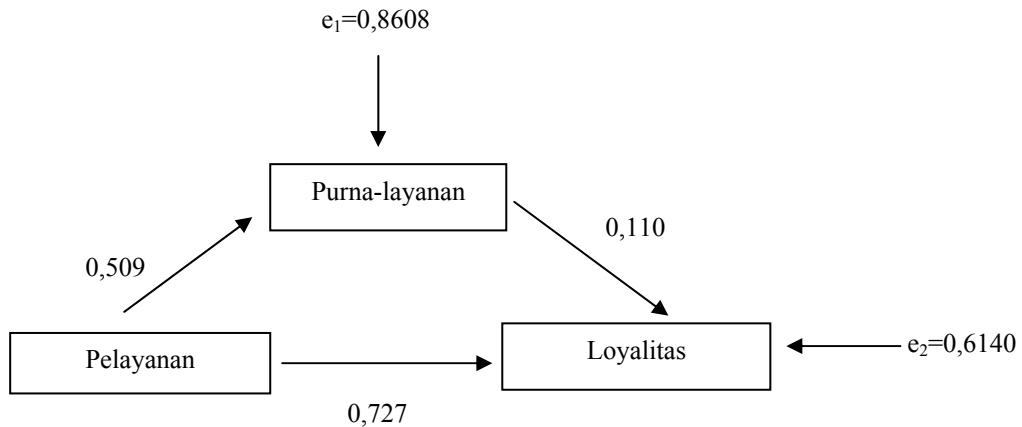 e₁=0,8608
Purna-layanan
0,110
0,509
Pelayanan
Loyalitas
e₂=0,6140
0,727